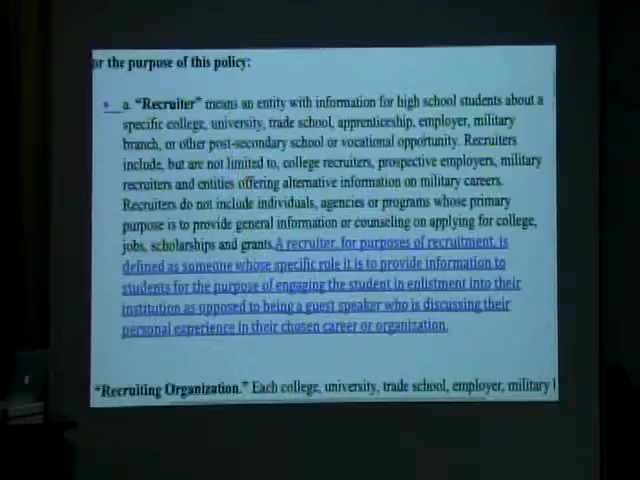 or the purpose of this policy:
a. “Recruiter” means an entity with information for high school students about a
specific college, university, trade school, apprenticeship, employer, military
branch, or other post-secondary school or vocational opportunity. Recruiters
include, but are not limited to, college recruiters, prospective employers, military
recruiters and entities offering alternative information on military careers.
Recruiters do not include individuals, agencies or programs whose primary
purpose is to provide general information or counseling on applying for college,
jobs, scholarships and grants.A recruiter, for purposes of recruitment, is
defined as someone whose specific role it is to provide information to
students for the purpose of engaging the student in enlistment into their
institution as opposed to being a guest speaker who is discussing their
personal experience in their chosen career or organization.
“Recruiting Organization.” Each college, university, trade school, employer, military